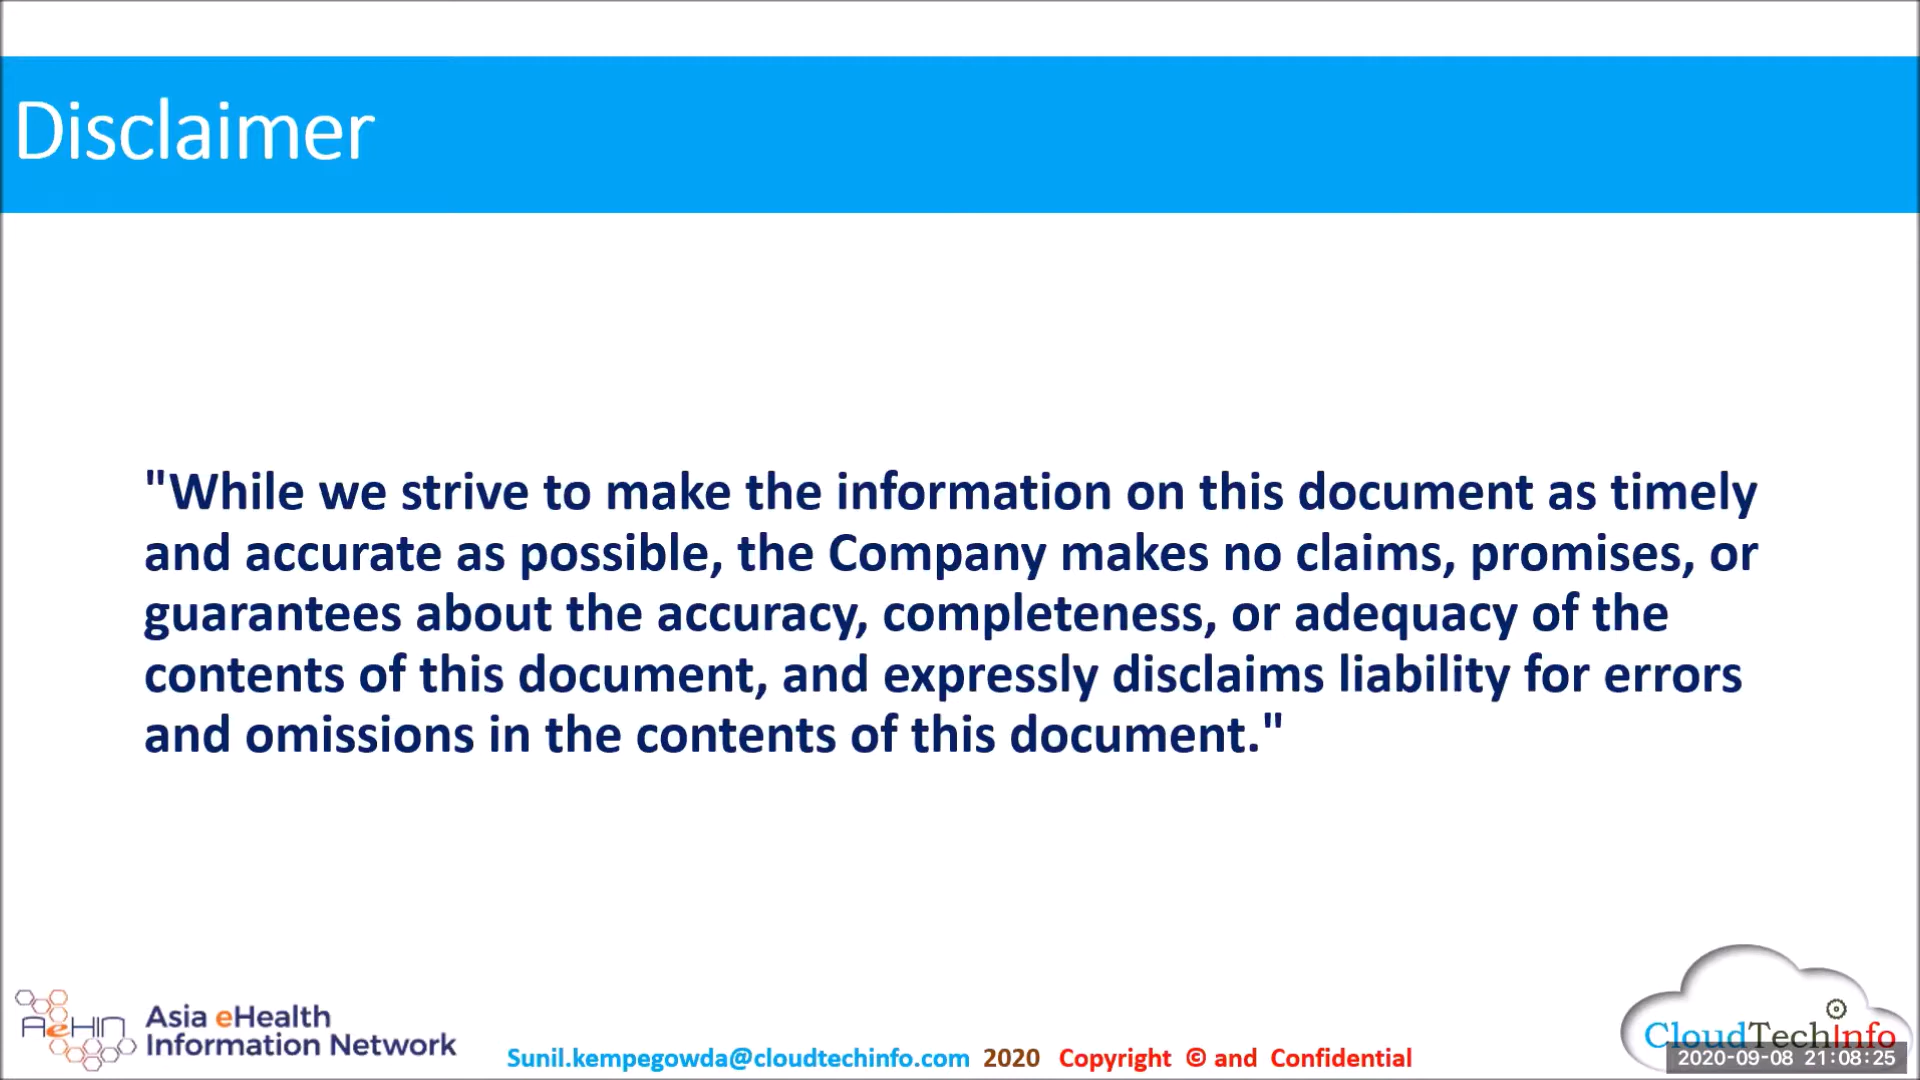 Disclaimer
"While we strive to make the information on this document as timely
and accurate as possible, the Company makes no claims, promises, or
guarantees about the accuracy, completeness, or adequacy of the
contents of this document, and expressly disclaims liability for errors
and omissions in the contents of this document."
AeHIN
Asia eHealth
Information Network
Sunil.kempegowda@cloudtechinfo.com 2020 Copyright © and Confidential
CloudTechInfo
2020-09-08 21:08:25